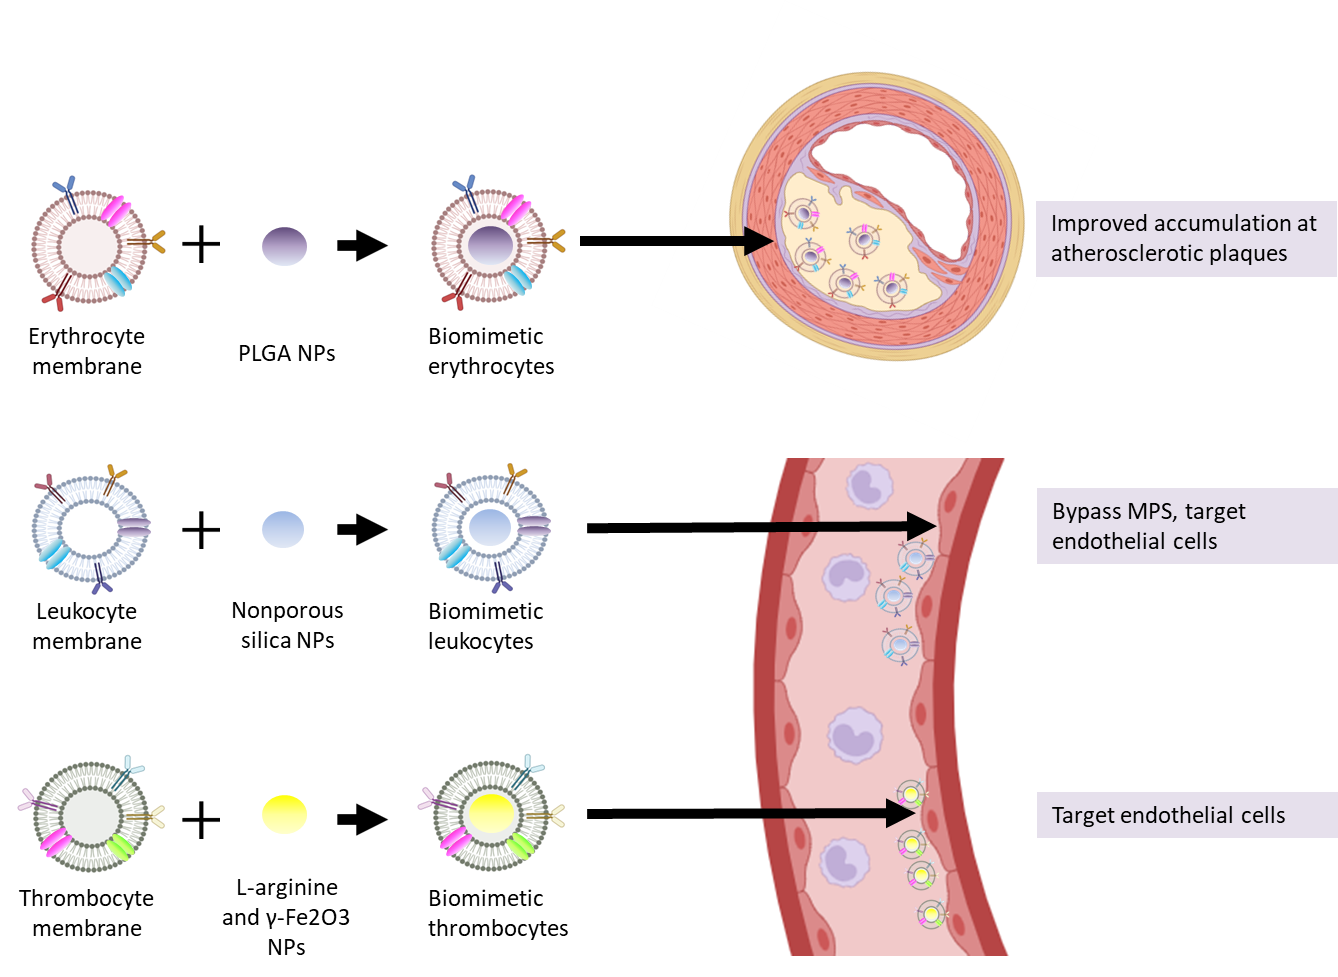 Erythrocyte
membrane
PLGA NPs
Biomimetic
erythrocytes
Improved accumulation at
atherosclerotic plaques
Leukocyte
membrane
Nonporous
silica NPs
Biomimetic
leukocytes
Bypass MPS, target
endothelial cells
Thrombocyte
membrane
L-arginine
and γ-Fe2O3
NPs
Biomimetic
thrombocytes
Target endothelial cells